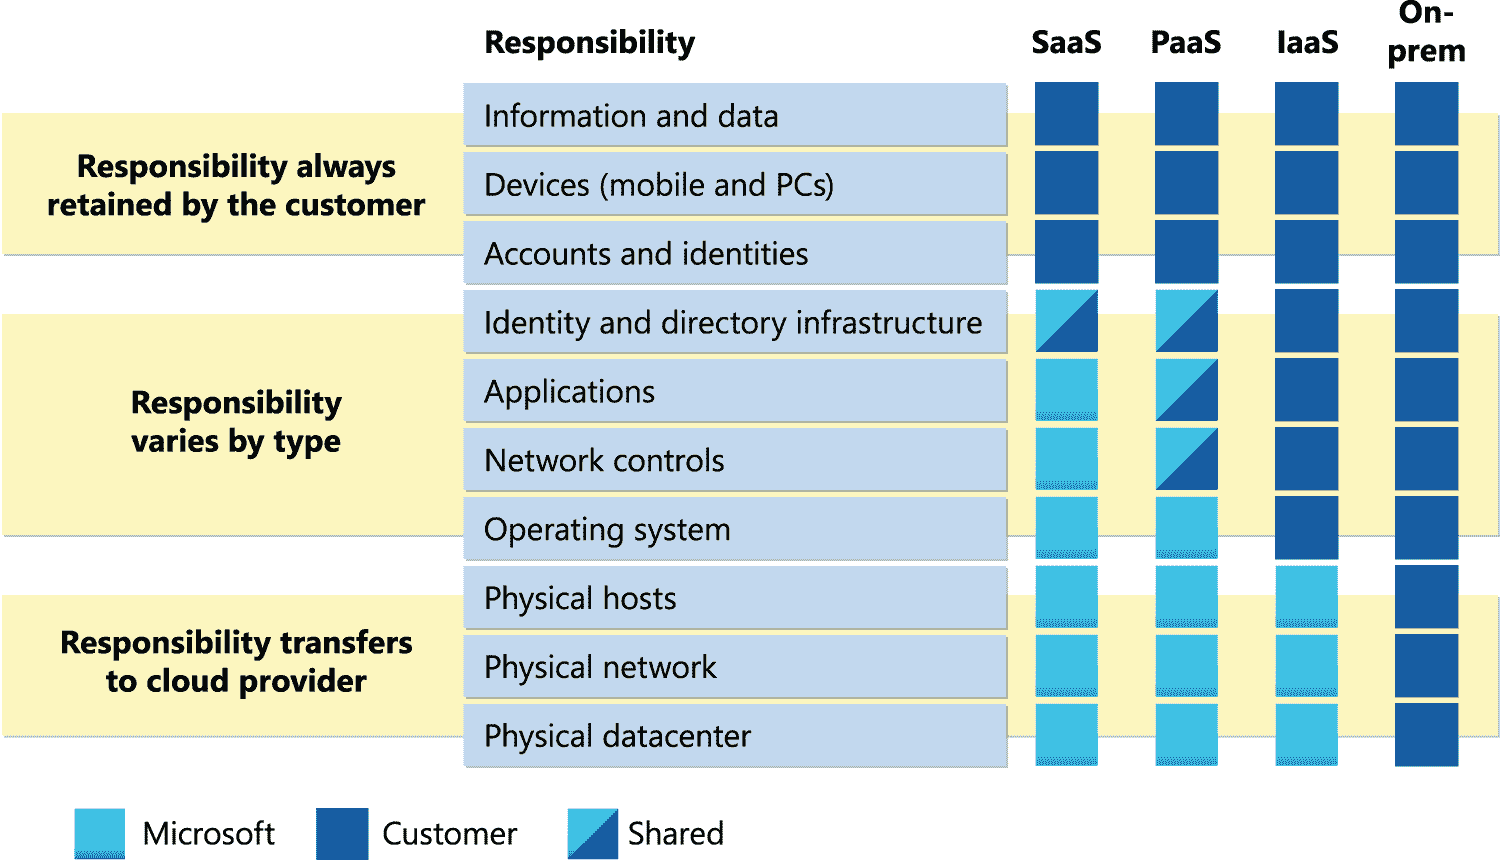 Responsibility SaaS PaaS IaaS On-
prem
Information and data
Devices (mobile and PCs)
Accounts and identities
Responsibility always
retained by the customer
Identity and directory infrastructure
Applications
Network controls
Operating system
Responsibility
varies by type
Physical hosts
Physical network
Physical datacenter
Responsibility transfers
to cloud provider
Microsoft Customer Shared